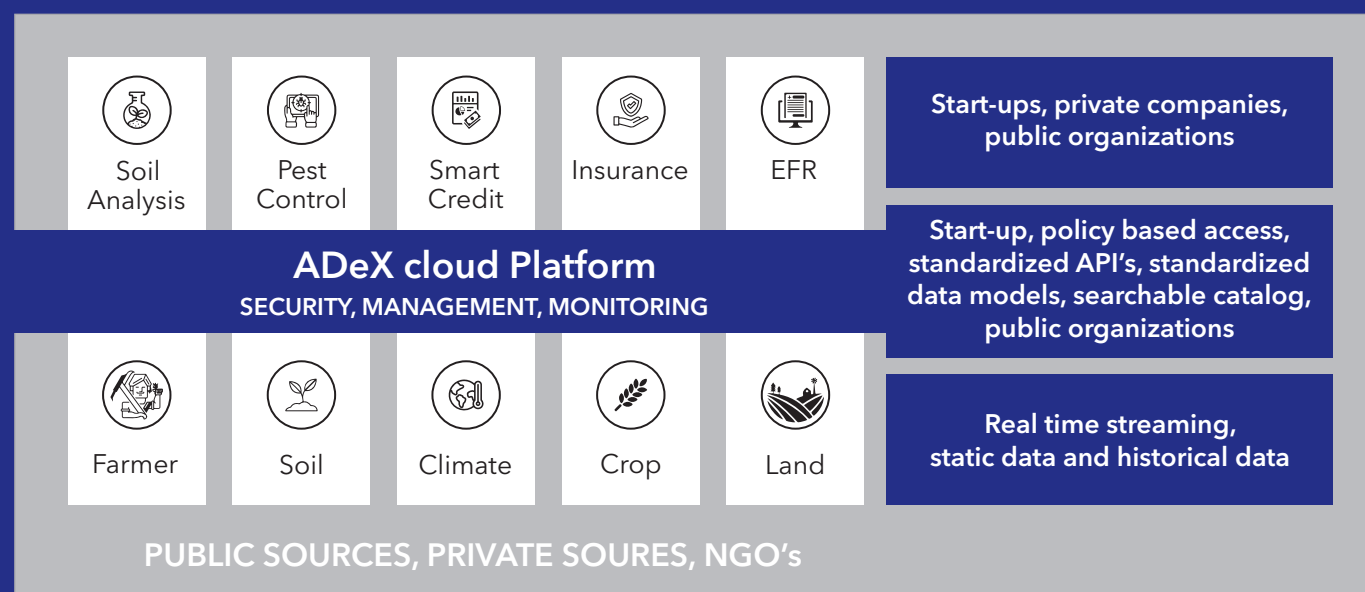 Soil
Analysis
Pest
Control
Smart
Credit
Insurance
EFR
Start-ups, private companies,
public organizations
ADeX cloud Platform
SECURITY, MANAGEMENT, MONITORING
Start-up, policy based access,
standardized API's, standardized
data models, searchable catalog,
public organizations
Farmer
Soil
Climate
Crop
Land
Real time streaming,
static data and historical data
PUBLIC SOURCES, PRIVATE SOURES, NGO's